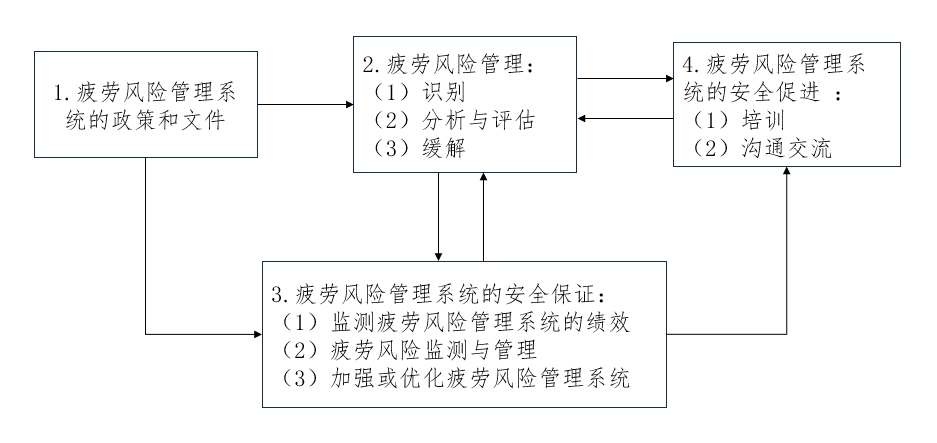 1.疲劳风险管理系
统的政策和文件
2.疲劳风险管理：
（1）识别
（2）分析与评估
（3）缓解
4.疲劳风险管理系
统的安全促进 ：
（1）培训
（2）沟通交流
3.疲劳风险管理系统的安全保证：
（1）监测疲劳风险管理系统的绩效
（2）疲劳风险监测与管理
（3）加强或优化疲劳风险管理系统